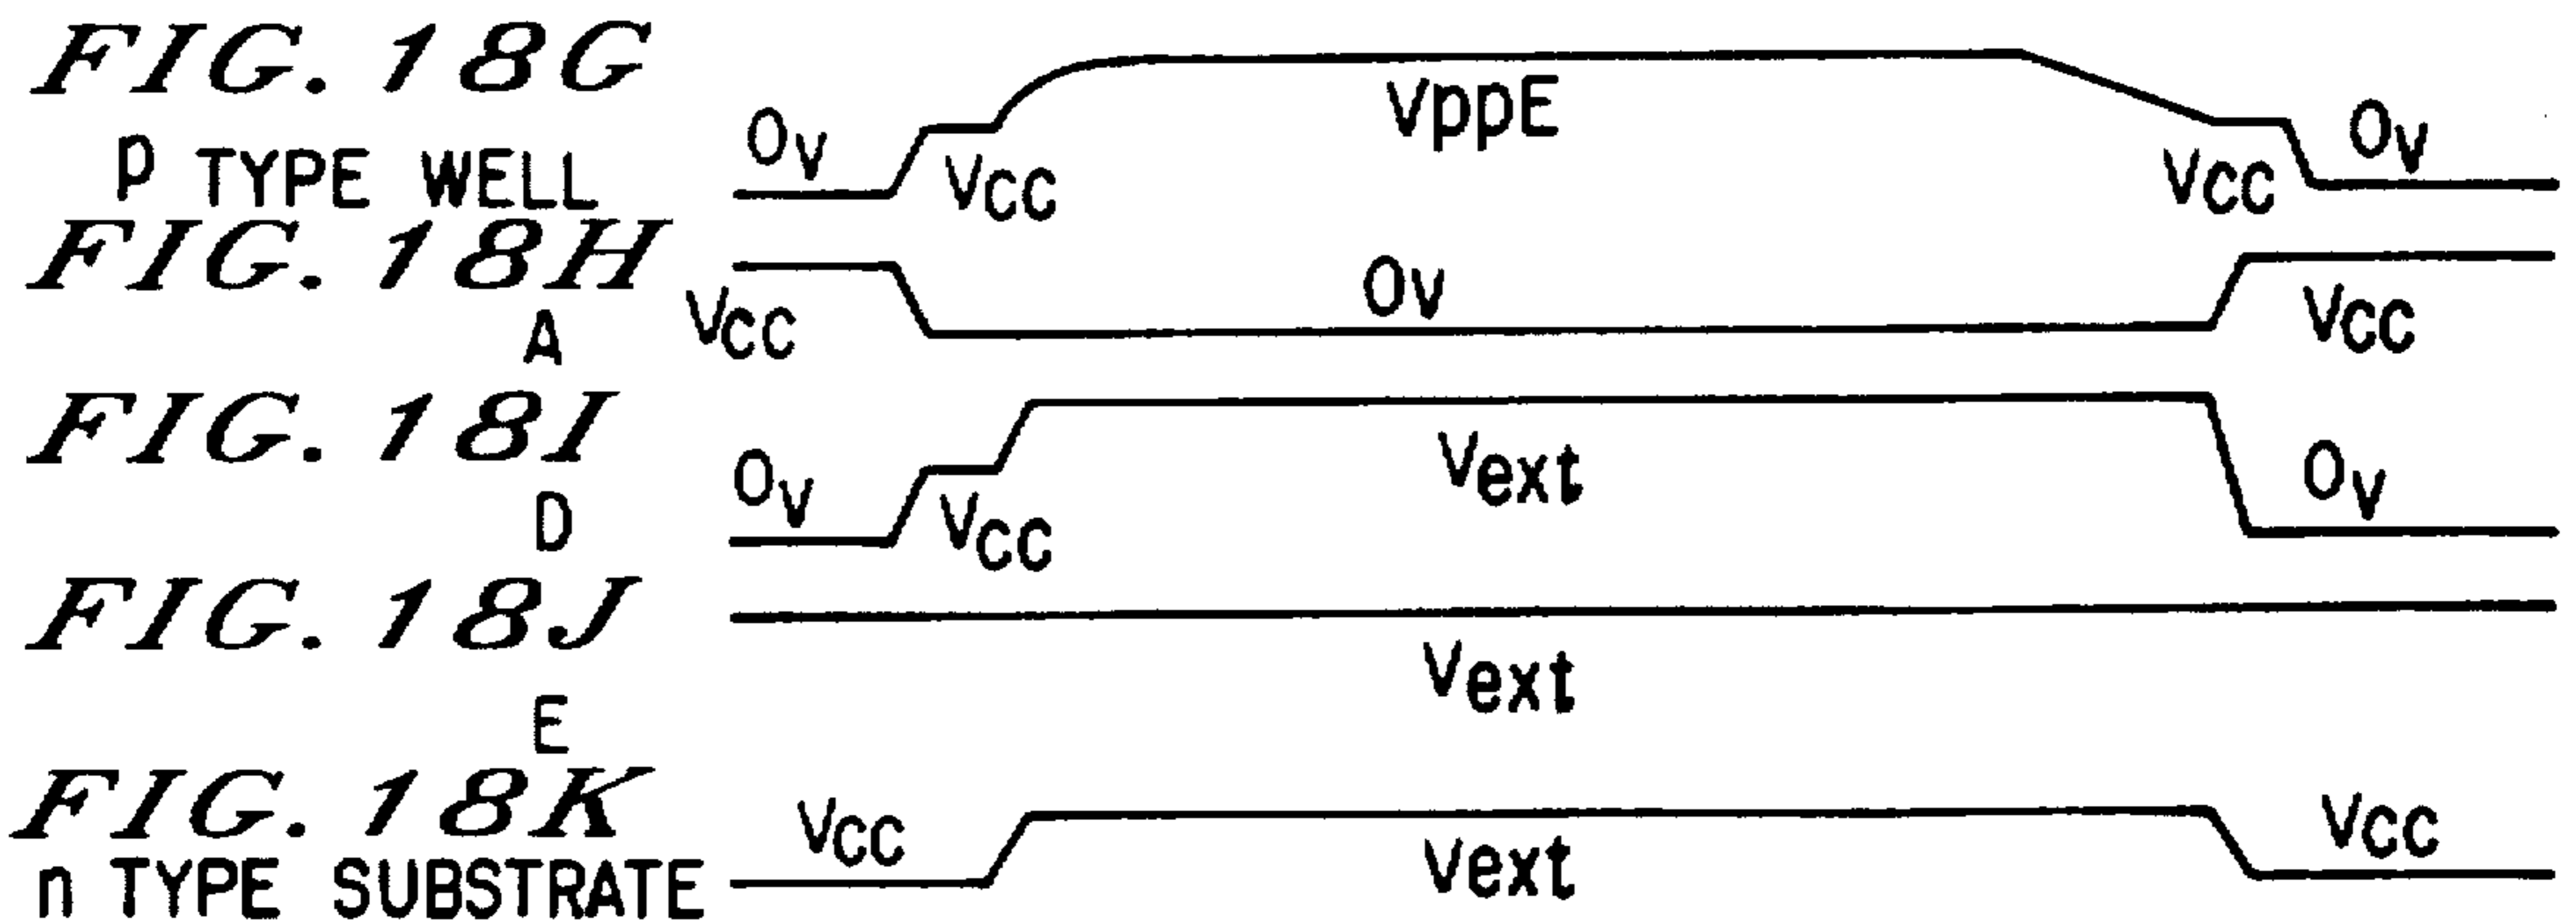 FIG. 18G
P TYPE WELL
0v
Vcc
VppE
Vcc
0v
FIG. 18H
A
Vcc
0v
Vcc
FIG. 18I
D
0v
Vcc
Vext
0v
FIG. 18J
E
Vext
FIG. 18K
n TYPE SUBSTRATE
Vcc
Vext
Vcc